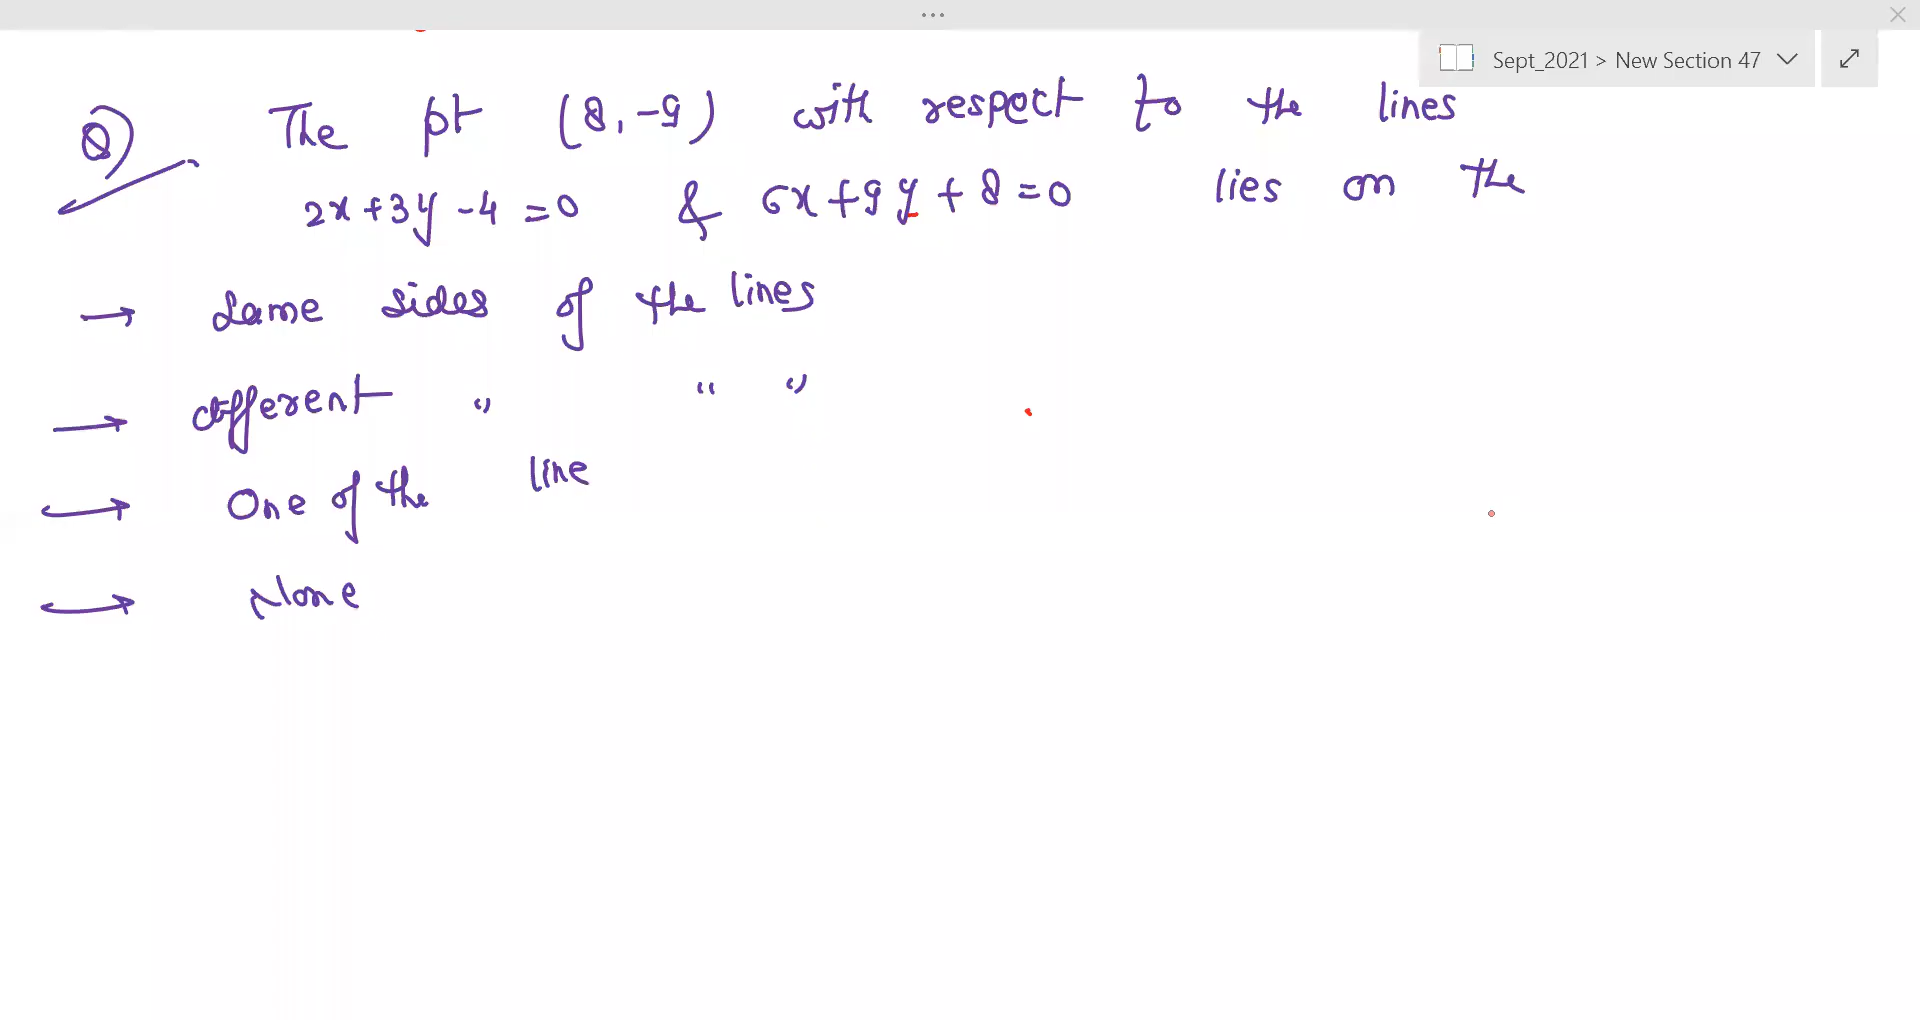 Sept_2021 > New Section 47
Q) The pt (8, -9) with respect to the lines
2x+3y-4=0 & 6x+9y+8=0 lies on the
→ Same sides of the lines
→ different " " "
→ One of the line
→ None